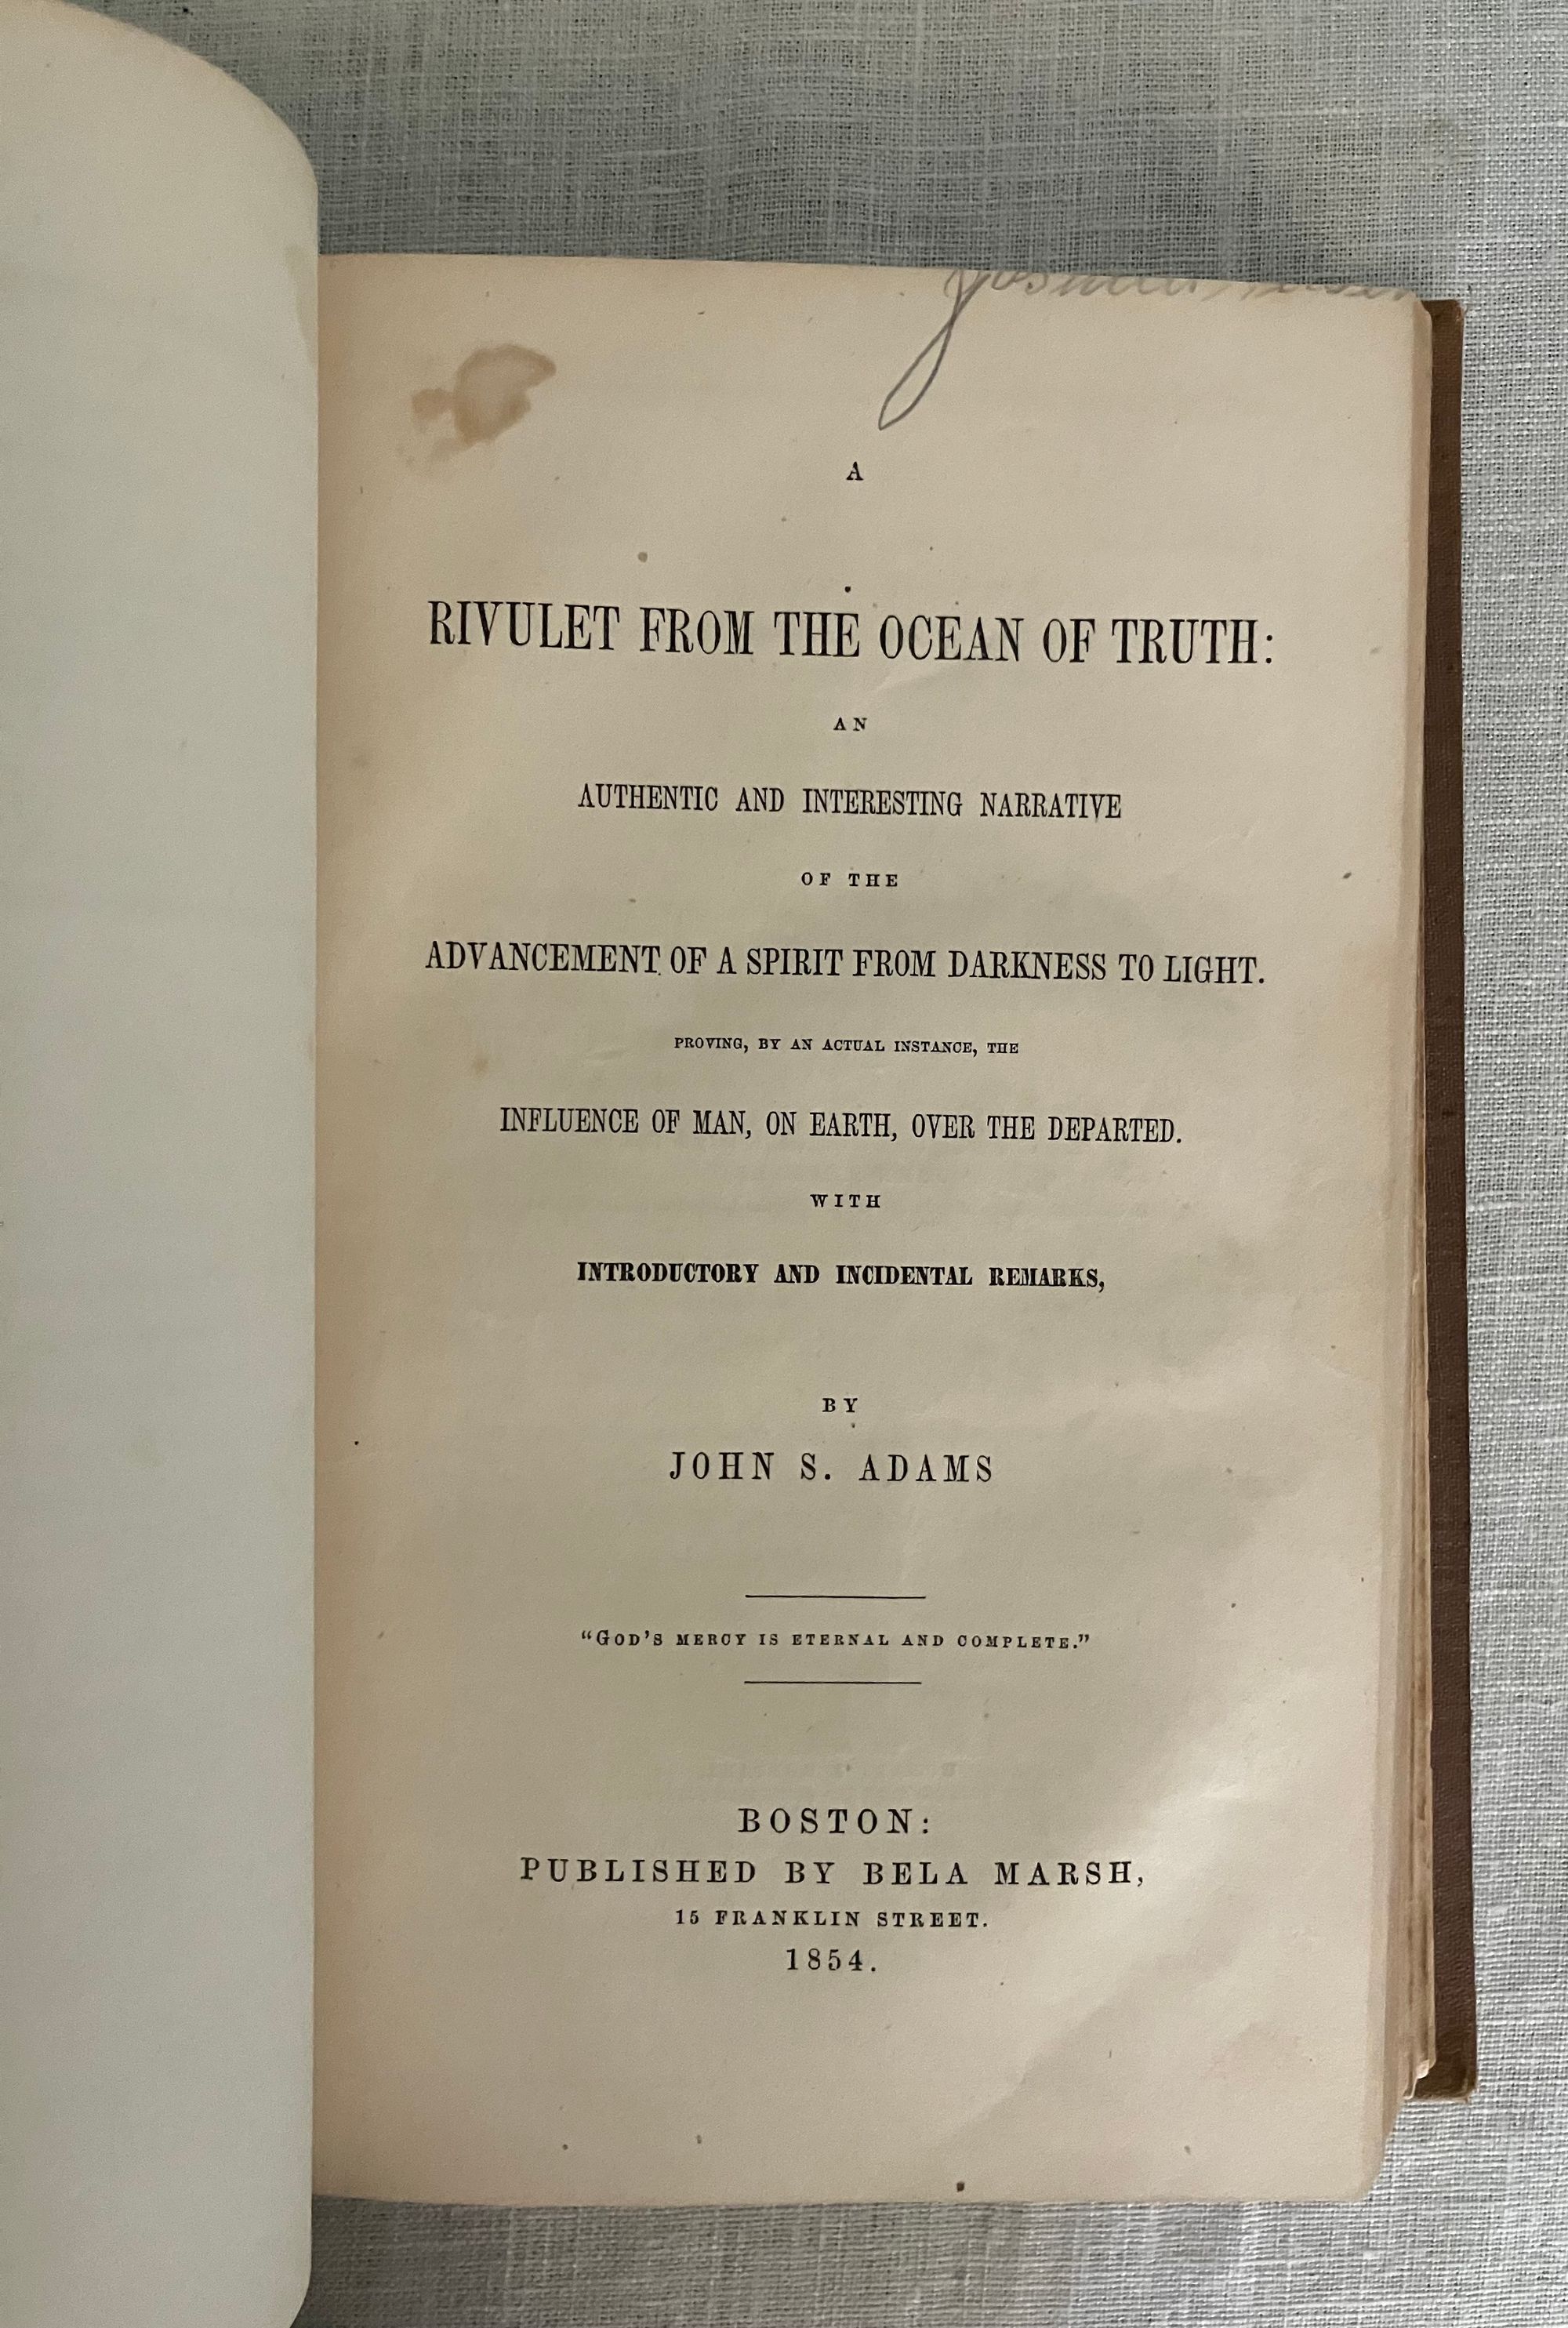 A
RIVULET FROM THE OCEAN OF TRUTH:
AN
AUTHENTIC AND INTERESTING NARRATIVE
OF THE
ADVANCEMENT OF A SPIRIT FROM DARKNESS TO LIGHT.
PROVING, BY AN ACTUAL INSTANCE, THE
INFLUENCE OF MAN, ON EARTH, OVER THE DEPARTED.
WITH
INTRODUCTORY AND INCIDENTAL REMARKS,
BY
JOHN S. ADAMS
“GOD’S MERCY IS ETERNAL AND COMPLETE.”
BOSTON:
PUBLISHED BY BELA MARSH,
15 FRANKLIN STREET.
1854.